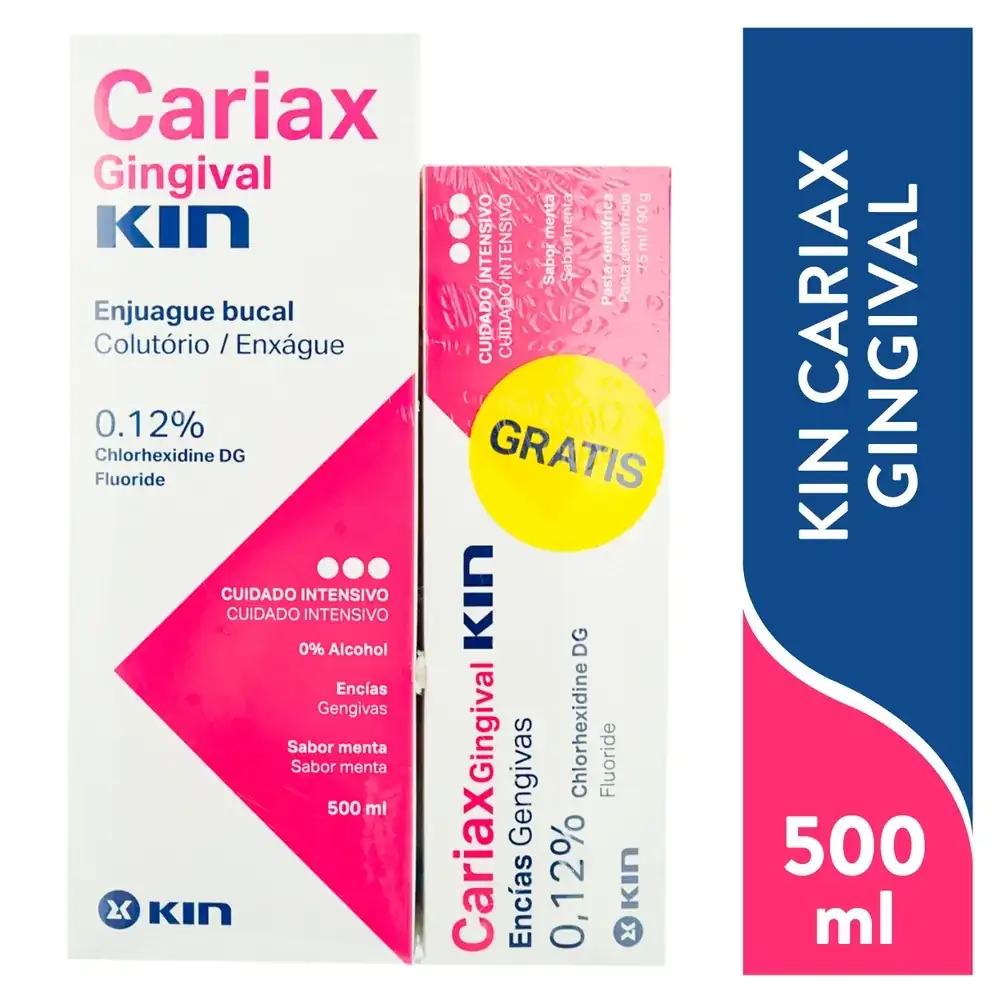 Cariax
Gingival
KIN
Enjuague bucal
Colutório / Enxágue
0.12%
Chlorhexidine DG
Fluoride
CUIDADO INTENSIVO
CUIDADO INTENSIVO
0% Alcohol
Encías
Gengivas
Sabor menta
Sabor menta
500 ml
KIN
CUIDADO INTENSIVO
CUIDADO INTENSIVO
Sabor menta
Sabor menta
Pasta dentífrica
Pasta dentífrica
75 ml / 90 g
GRATIS
Cariax Gingival KIN
Encías Gengivas
0,12% Chlorhexidine DG
Fluoride
KIN
KIN CARIAX
GINGIVAL
500
ml